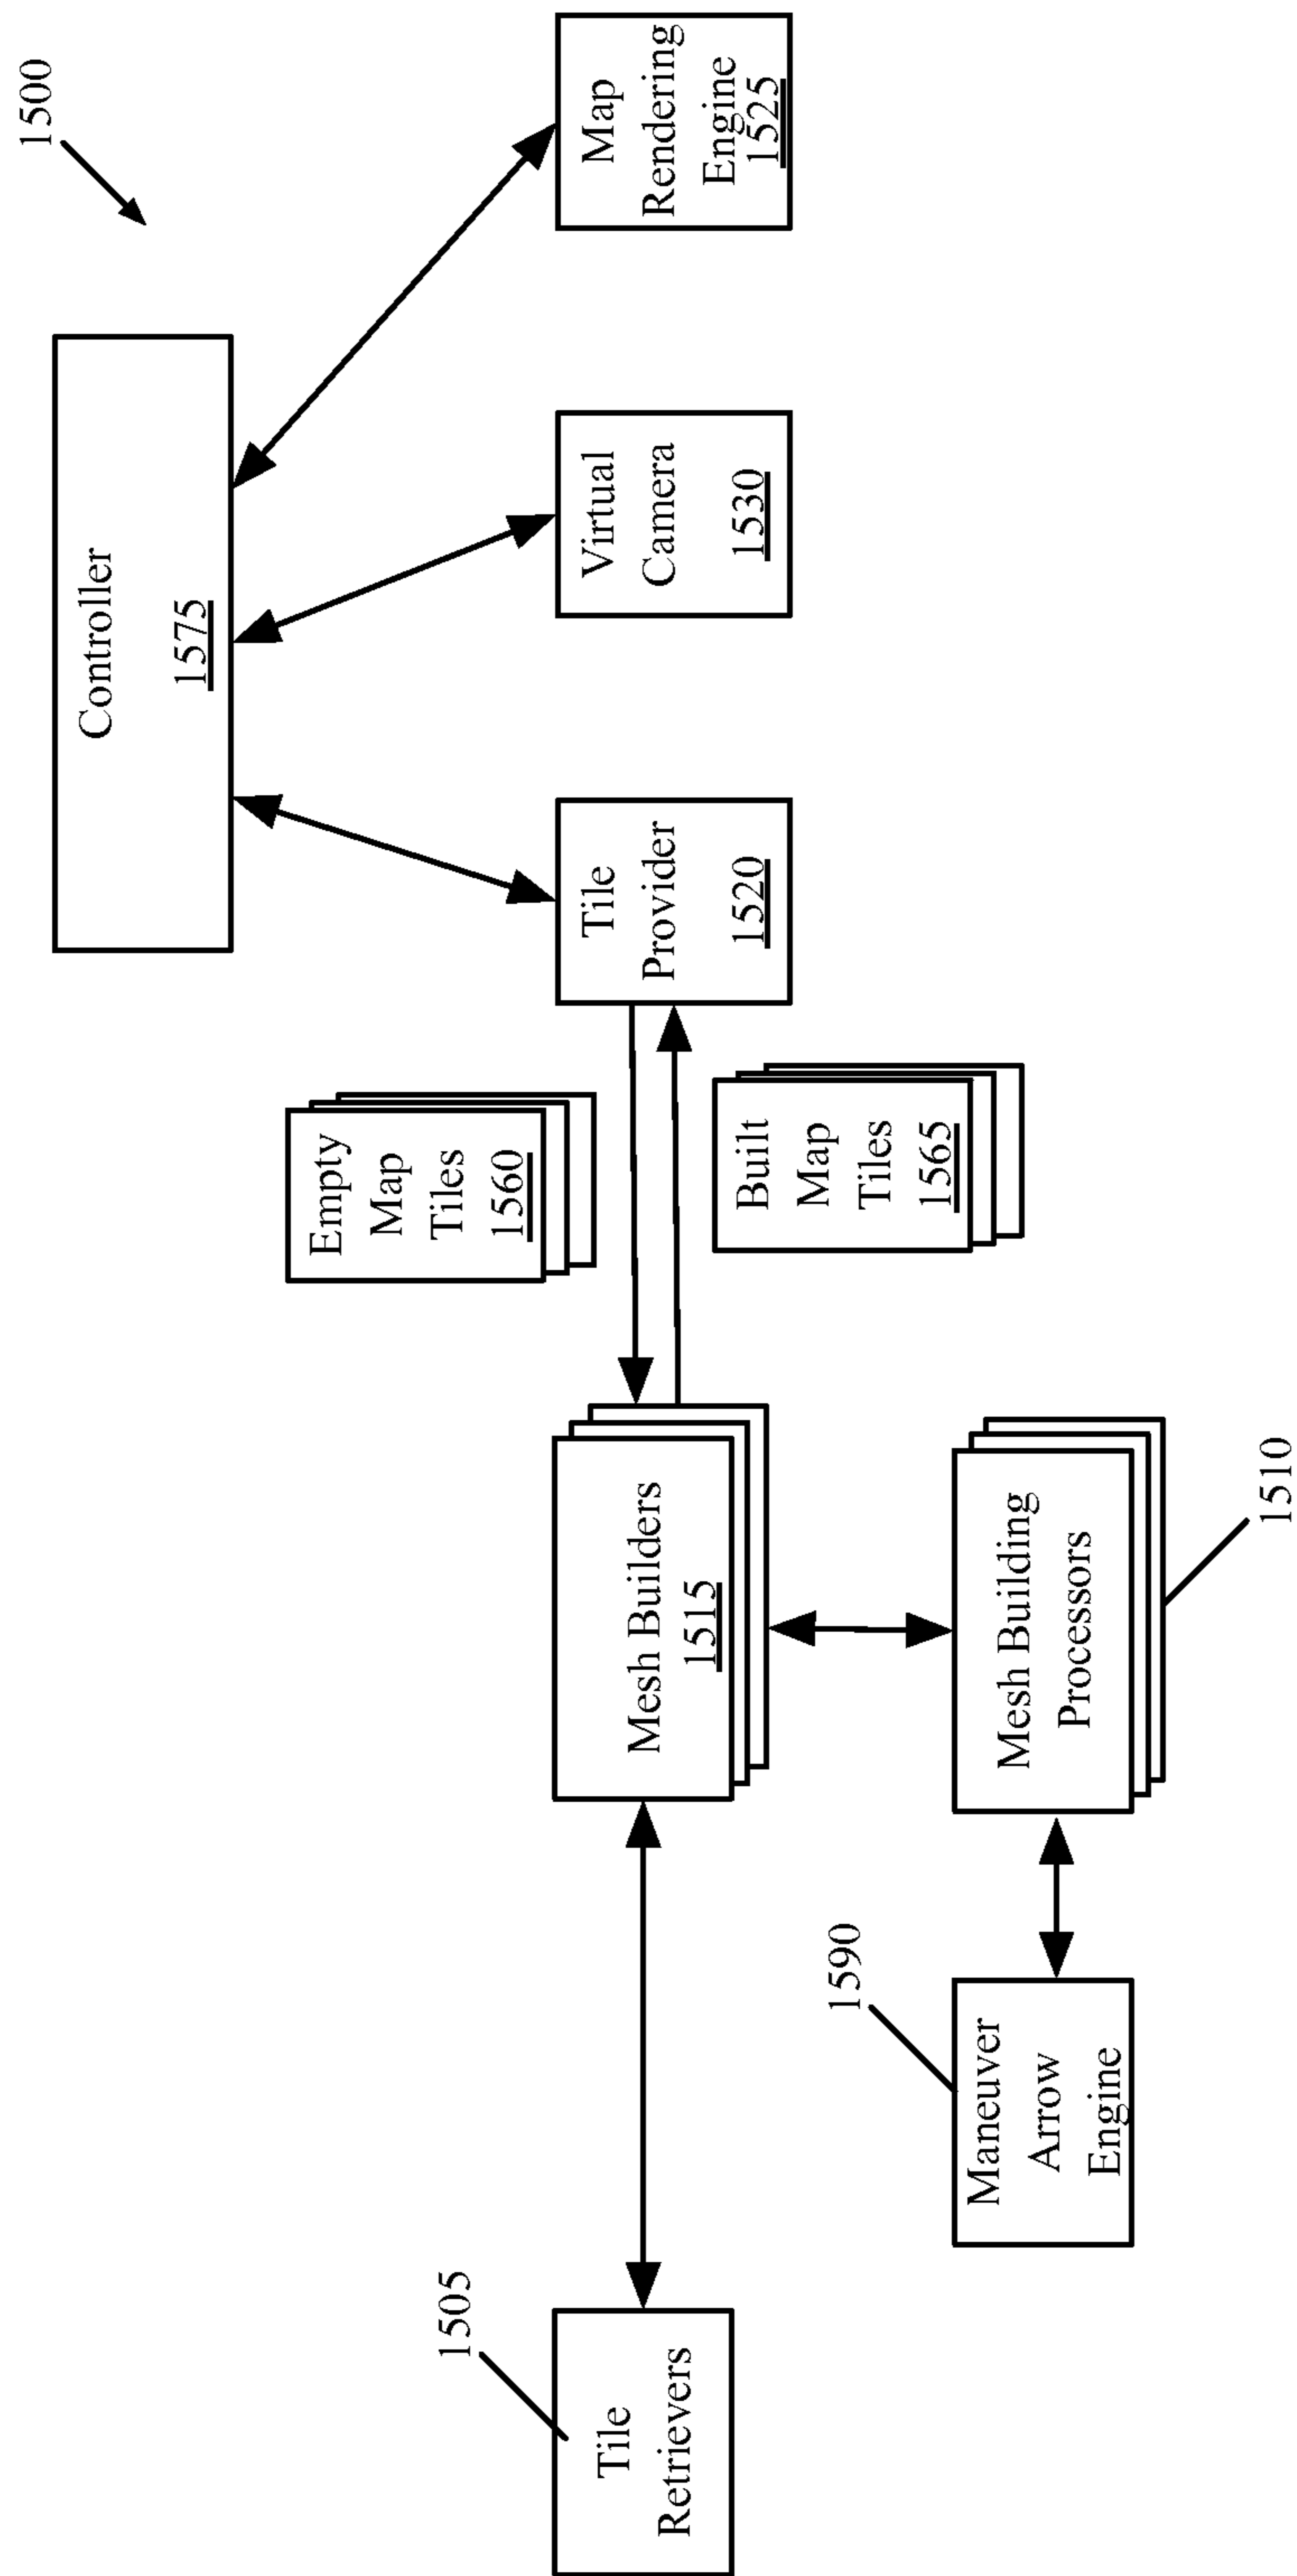 1500
Controller
1575
Map
Rendering
Engine
1525
Virtual
Camera
1530
Tile
Provider
1520
Empty
Map
Tiles
1560
Built
Map
Tiles
1565
Mesh Builders
1515
Mesh Building
Processors
1510
Maneuver
Arrow
Engine
1590
Tile
Retrievers
1505